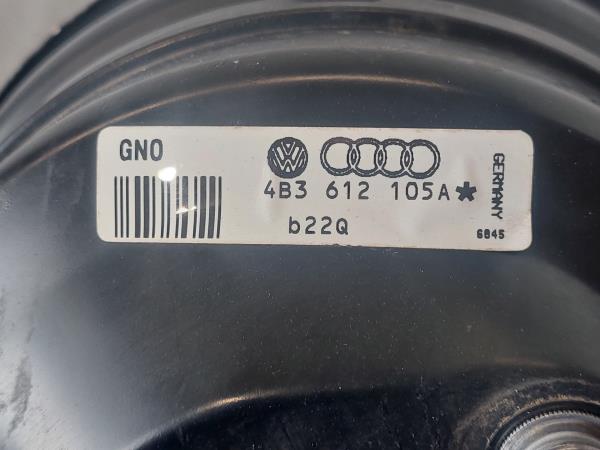 GNO
4B3 612 105A*
b22Q
GERMANY
6845